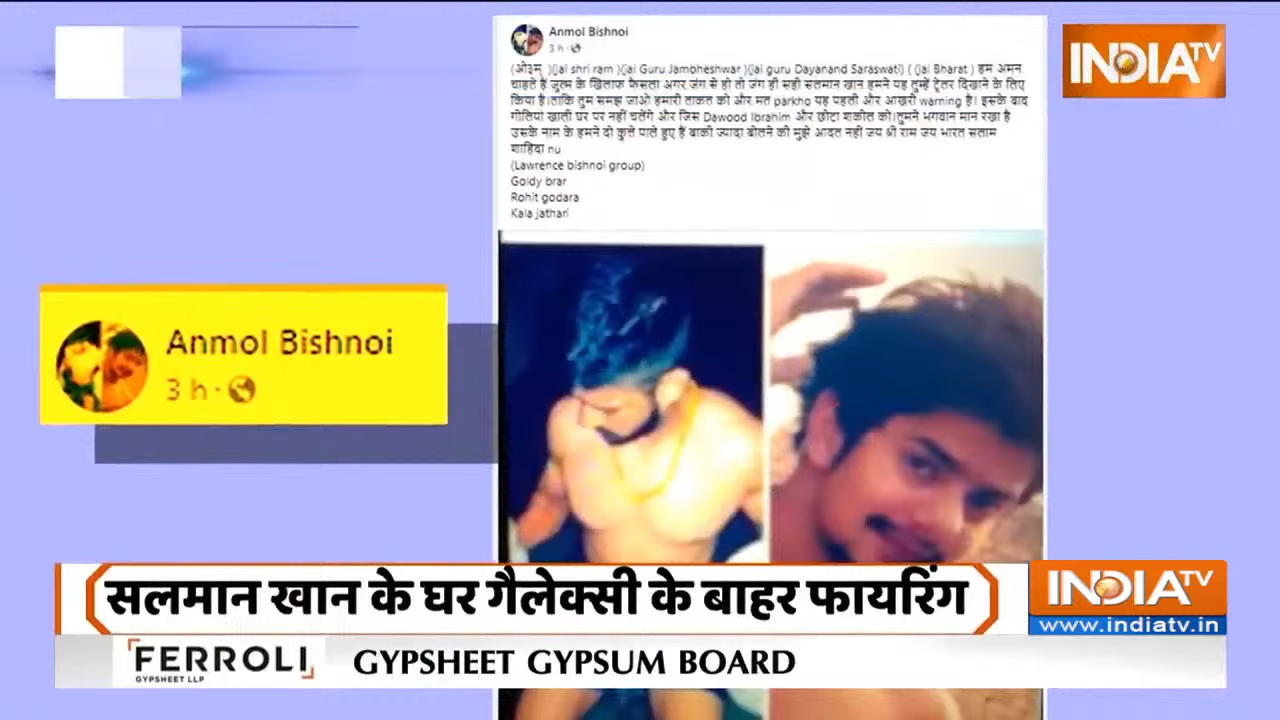 Anmol Bishnoi
3 h ·
INDIA TV
(ओ३म् )(jai shri ram )(jai Guru Jambheshwar )(jai guru Dayanand Saraswati) ( (jai Bharat ) हम अमन
चाहते हैं जुल्म के खिलाफ फैसला अगर जंग से हो तो जंग ही सही सलमान खान हमने यह तुम्हें ट्रेलर दिखाने के लिए
किया है।ताकि तुम समझ जाओ हमारी ताकत को और मत parkho यह पहली और आखरी warning है। इसके बाद
गोलियां खाली घर पर नहीं चलेंगे और जिस Dawood Ibrahim और छोटा शकील को।तुमने भगवान मान रखा है
उसके नाम के हमने दो कुत्ते पाले हुए हैं बाकी ज्यादा बोलने की मुझे आदत नहीं जय श्री राम जय भारत सलाम
शाहिदा nu
(Lawrence bishnoi group)
Goldy brar
Rohit godara
Kala jathari
Anmol Bishnoi
3 h ·
सलमान खान के घर गैलेक्सी के बाहर फायरिंग
INDIA TV
www.indiatv.in
FERROLI
GYPSHEET LLP
GYPSHEET GYPSUM BOARD